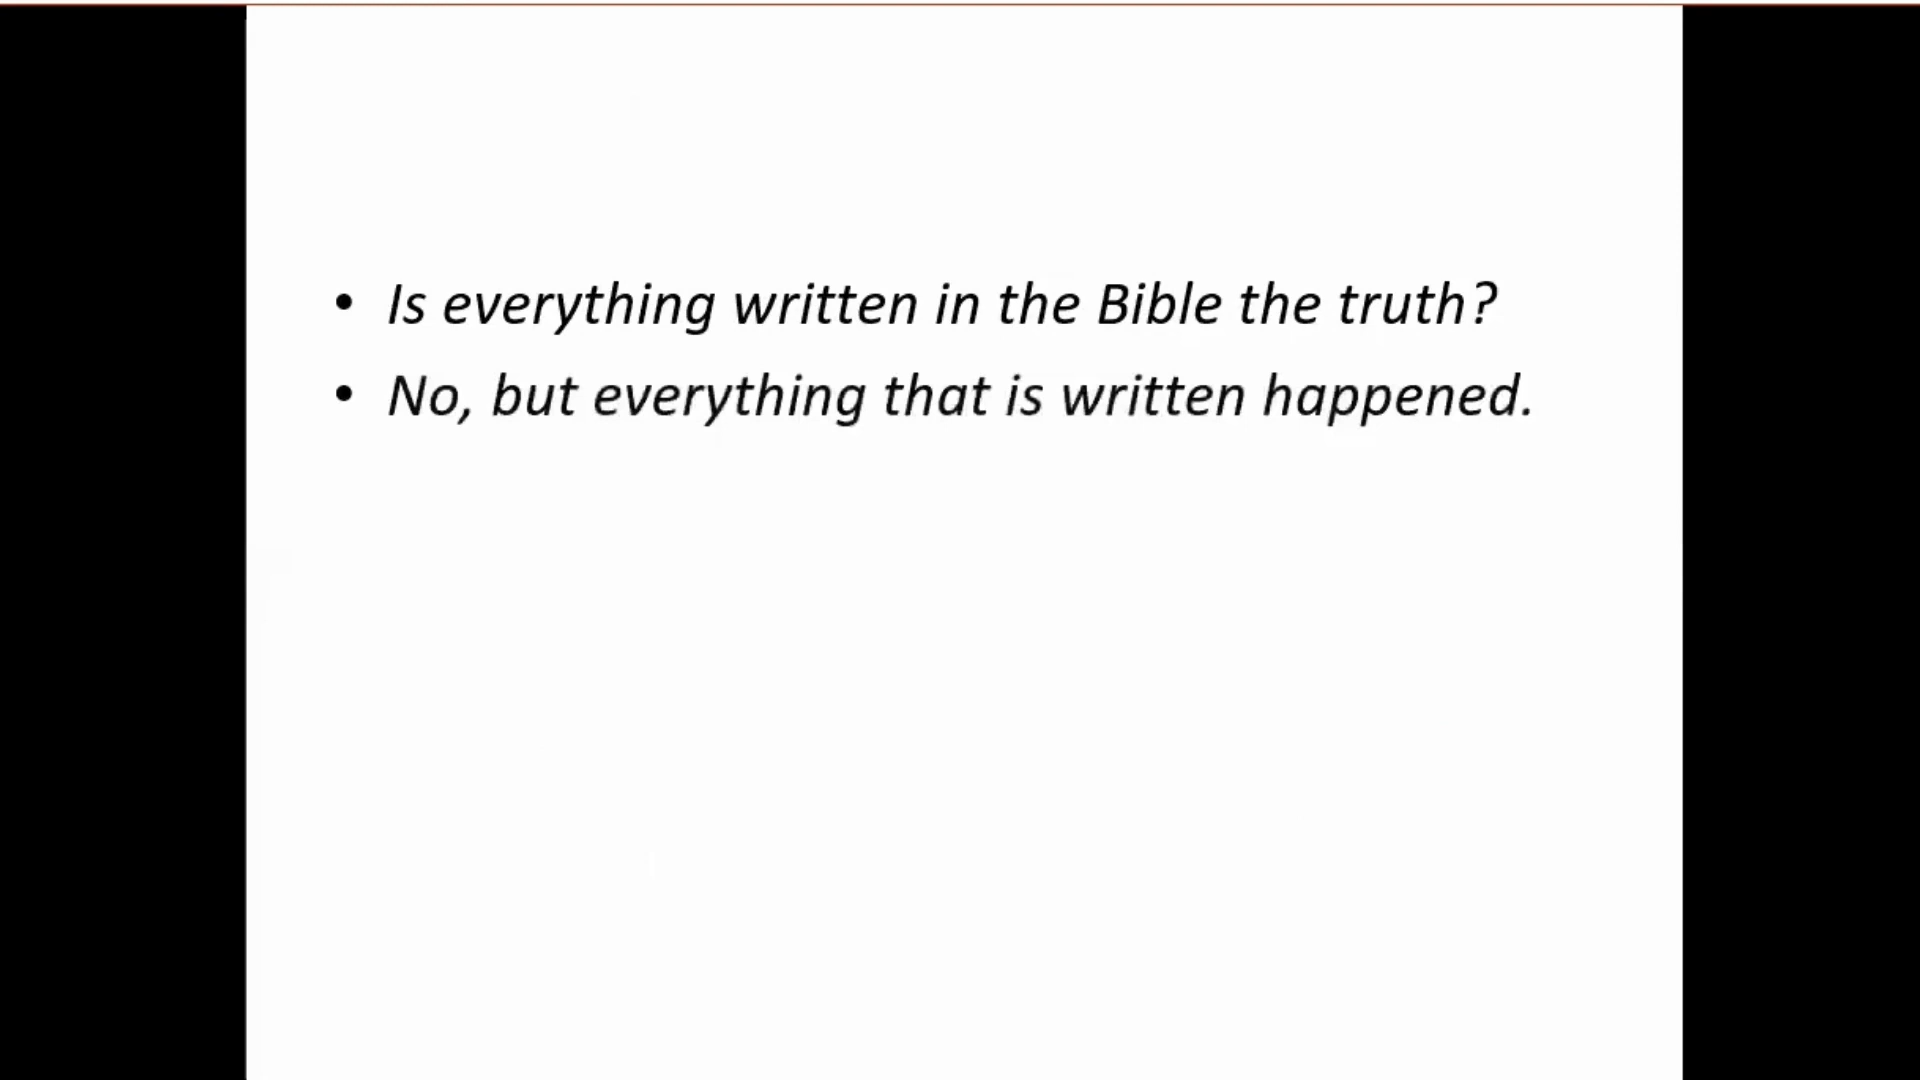 • Is everything written in the Bible the truth?
• No, but everything that is written happened.